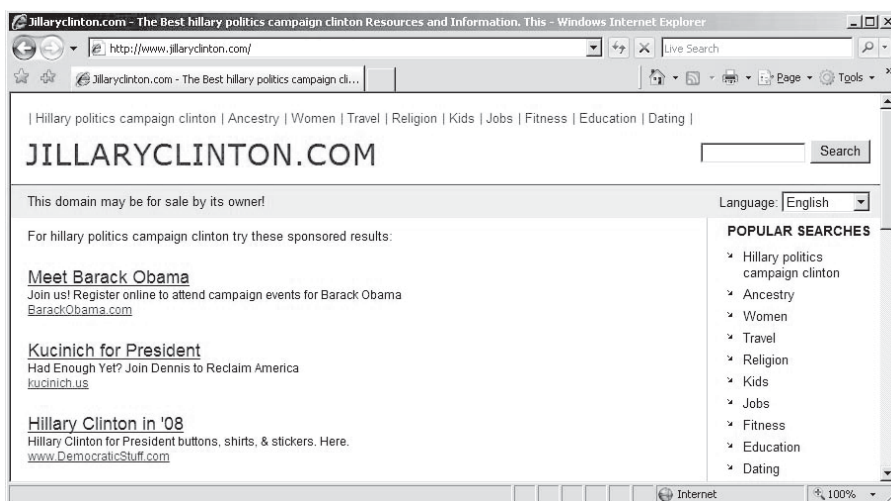 Jillaryclinton.com - The Best hillary politics campaign clinton Resources and Information. This - Windows Internet Explorer
http://www.jillaryclinton.com/
Live Search
Jillaryclinton.com - The Best hillary politics campaign cli...
Page
Tools
| Hillary politics campaign clinton | Ancestry | Women | Travel | Religion | Kids | Jobs | Fitness | Education | Dating |
JILLARYCLINTON.COM
Search
This domain may be for sale by its owner!
Language: English
For hillary politics campaign clinton try these sponsored results:
Meet Barack Obama
Join us! Register online to attend campaign events for Barack Obama
BarackObama.com
Kucinich for President
Had Enough Yet? Join Dennis to Reclaim America
kucinich.us
Hillary Clinton in '08
Hillary Clinton for President buttons, shirts, & stickers. Here.
www.DemocraticStuff.com
POPULAR SEARCHES
Hillary politics
campaign clinton
Ancestry
Women
Travel
Religion
Kids
Jobs
Fitness
Education
Dating
Internet
100%